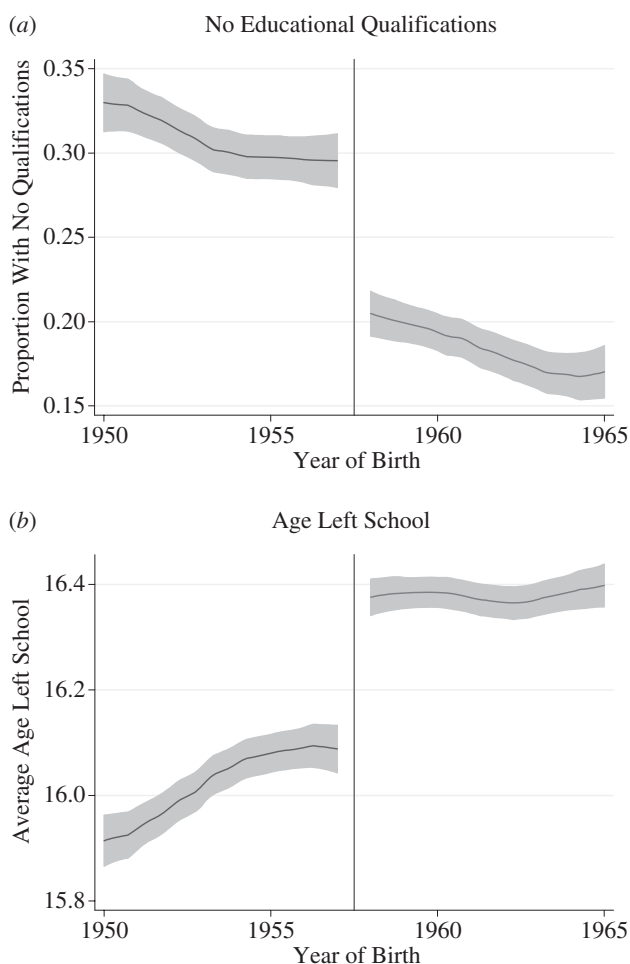 (a) No Educational Qualifications
Proportion With No Qualifications
0.35
0.30
0.25
0.20
0.15
1950 1955 1960 1965
Year of Birth
(b) Age Left School
Average Age Left School
16.4
16.2
16.0
15.8
1950 1955 1960 1965
Year of Birth